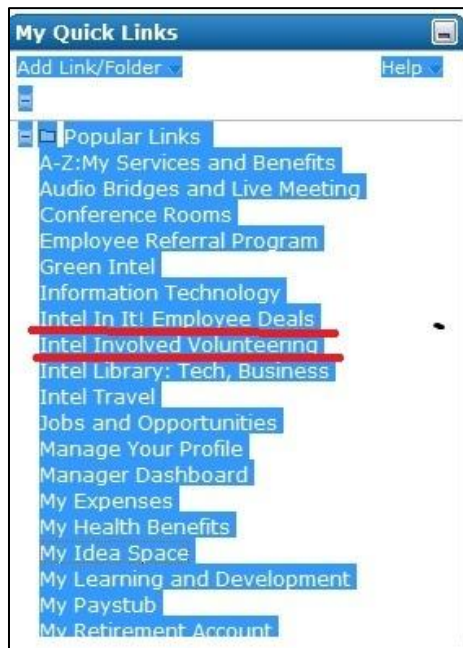 My Quick Links
Add Link/Folder Help
Popular Links
A-Z:My Services and Benefits
Audio Bridges and Live Meeting
Conference Rooms
Employee Referral Program
Green Intel
Information Technology
Intel In It! Employee Deals
Intel Involved Volunteering
Intel Library: Tech, Business
Intel Travel
Jobs and Opportunities
Manage Your Profile
Manager Dashboard
My Expenses
My Health Benefits
My Idea Space
My Learning and Development
My Paystub
My Retirement Account